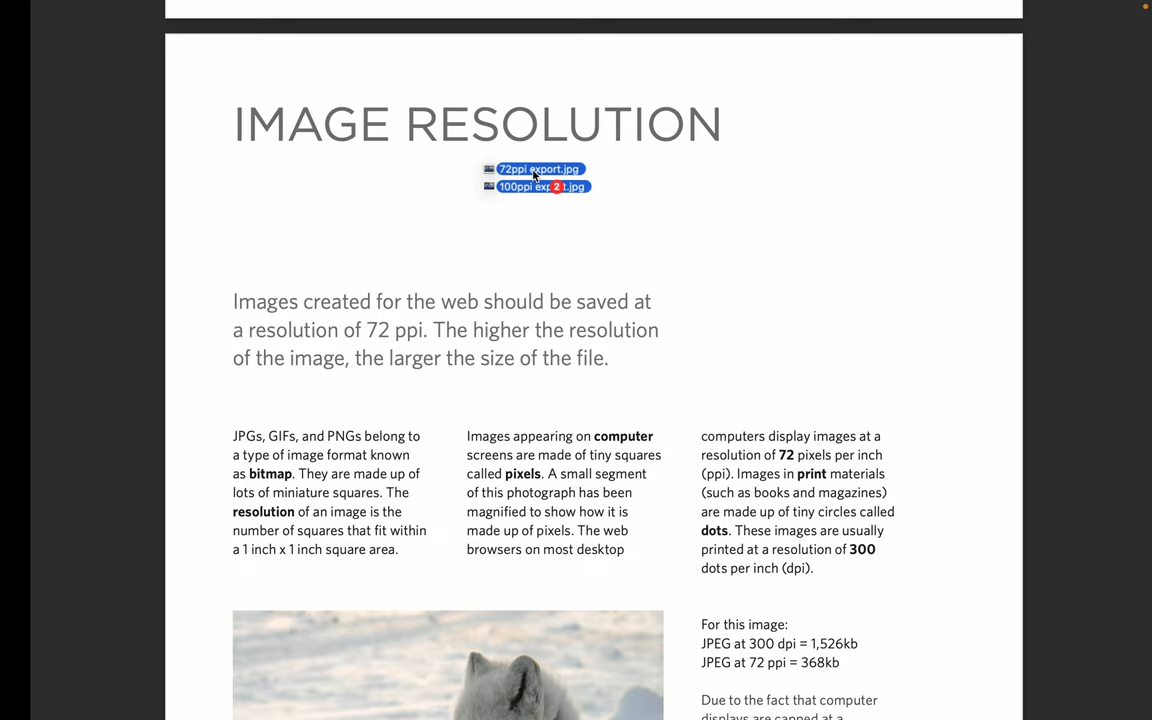 IMAGE RESOLUTION
72ppi export.jpg
100ppi export.jpg
2
Images created for the web should be saved at
a resolution of 72 ppi. The higher the resolution
of the image, the larger the size of the file.
JPGs, GIFs, and PNGs belong to
a type of image format known
as bitmap. They are made up of
lots of miniature squares. The
resolution of an image is the
number of squares that fit within
a 1 inch x 1 inch square area.
Images appearing on computer
screens are made of tiny squares
called pixels. A small segment
of this photograph has been
magnified to show how it is
made up of pixels. The web
browsers on most desktop
computers display images at a
resolution of 72 pixels per inch
(ppi). Images in print materials
(such as books and magazines)
are made up of tiny circles called
dots. These images are usually
printed at a resolution of 300
dots per inch (dpi).
For this image:
JPEG at 300 dpi = 1,526kb
JPEG at 72 ppi = 368kb
Due to the fact that computer
displays are capped at a